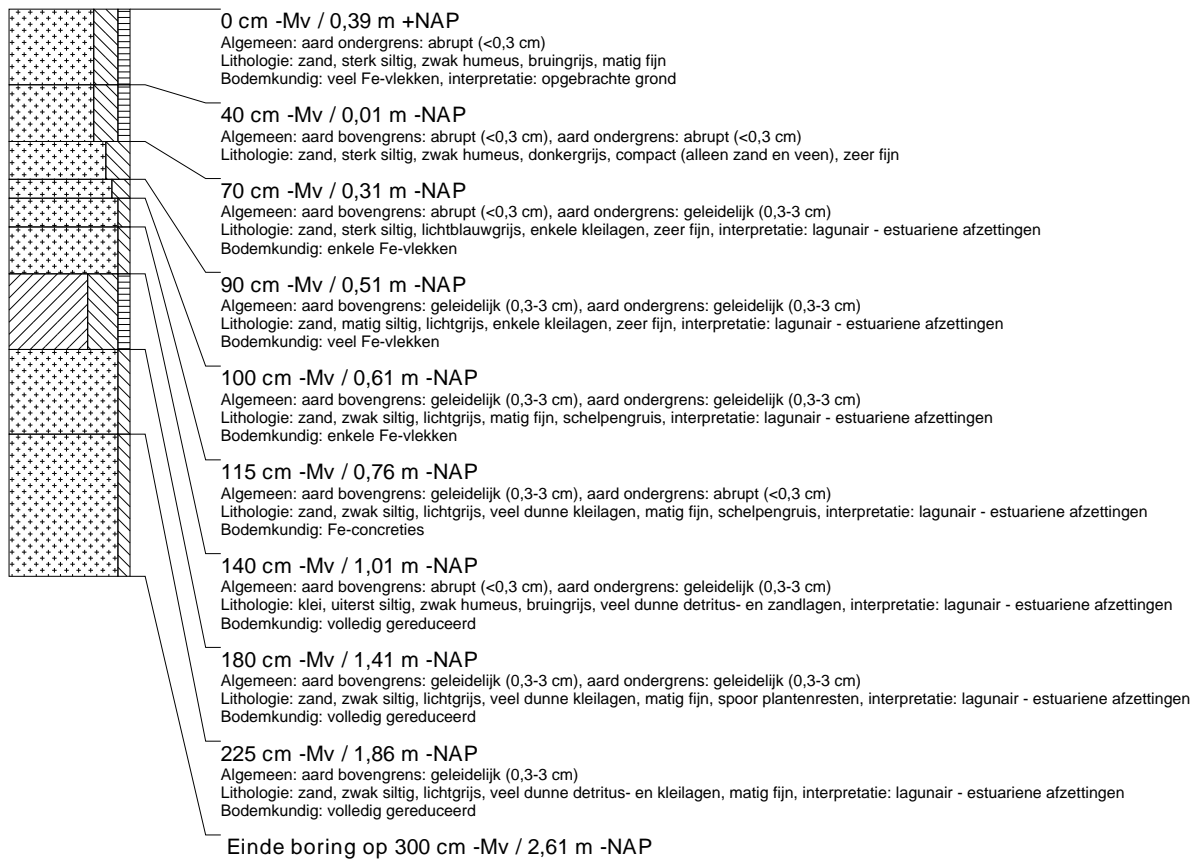 0 cm -Mv / 0,39 m +NAP
Algemeen: aard ondergrens: abrupt (<0,3 cm)
Lithologie: zand, sterk siltig, zwak humeus, bruingrijs, matig fijn
Bodemkundig: veel Fe-vlekken, interpretatie: opgebrachte grond
40 cm -Mv / 0,01 m -NAP
Algemeen: aard bovengrens: abrupt (<0,3 cm), aard ondergrens: abrupt (<0,3 cm)
Lithologie: zand, sterk siltig, zwak humeus, donkergrijs, compact (alleen zand en veen), zeer fijn
70 cm -Mv / 0,31 m -NAP
Algemeen: aard bovengrens: abrupt (<0,3 cm), aard ondergrens: geleidelijk (0,3-3 cm)
Lithologie: zand, sterk siltig, lichtblauwgrijs, enkele kleilagen, zeer fijn, interpretatie: lagunair - estuariene afzettingen
Bodemkundig: enkele Fe-vlekken
90 cm -Mv / 0,51 m -NAP
Algemeen: aard bovengrens: geleidelijk (0,3-3 cm), aard ondergrens: geleidelijk (0,3-3 cm)
Lithologie: zand, matig siltig, lichtgrijs, enkele kleilagen, zeer fijn, interpretatie: lagunair - estuariene afzettingen
Bodemkundig: veel Fe-vlekken
100 cm -Mv / 0,61 m -NAP
Algemeen: aard bovengrens: geleidelijk (0,3-3 cm), aard ondergrens: geleidelijk (0,3-3 cm)
Lithologie: zand, zwak siltig, lichtgrijs, matig fijn, schelpengruis, interpretatie: lagunair - estuariene afzettingen
Bodemkundig: enkele Fe-vlekken
115 cm -Mv / 0,76 m -NAP
Algemeen: aard bovengrens: geleidelijk (0,3-3 cm), aard ondergrens: abrupt (<0,3 cm)
Lithologie: zand, zwak siltig, lichtgrijs, veel dunne kleilagen, matig fijn, schelpengruis, interpretatie: lagunair - estuariene afzettingen
Bodemkundig: Fe-concreties
140 cm -Mv / 1,01 m -NAP
Algemeen: aard bovengrens: abrupt (<0,3 cm), aard ondergrens: geleidelijk (0,3-3 cm)
Lithologie: klei, uiterst siltig, zwak humeus, bruingrijs, veel dunne detritus- en zandlagen, interpretatie: lagunair - estuariene afzettingen
Bodemkundig: volledig gereduceerd
180 cm -Mv / 1,41 m -NAP
Algemeen: aard bovengrens: geleidelijk (0,3-3 cm), aard ondergrens: geleidelijk (0,3-3 cm)
Lithologie: zand, zwak siltig, lichtgrijs, veel dunne kleilagen, matig fijn, spoor plantenresten, interpretatie: lagunair - estuariene afzettingen
Bodemkundig: volledig gereduceerd
225 cm -Mv / 1,86 m -NAP
Algemeen: aard bovengrens: geleidelijk (0,3-3 cm)
Lithologie: zand, zwak siltig, lichtgrijs, veel dunne detritus- en kleilagen, matig fijn, interpretatie: lagunair - estuariene afzettingen
Bodemkundig: volledig gereduceerd
Einde boring op 300 cm -Mv / 2,61 m -NAP